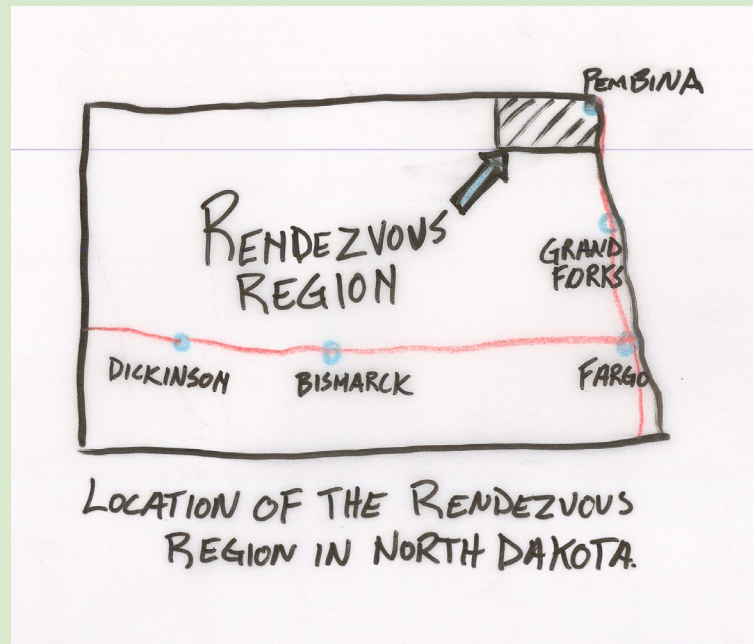 PEMBINA
RENDEZVOUS
REGION
GRAND
FORKS
DICKINSON
BISMARCK
FARGO
LOCATION OF THE RENDEZVOUS
REGION IN NORTH DAKOTA.